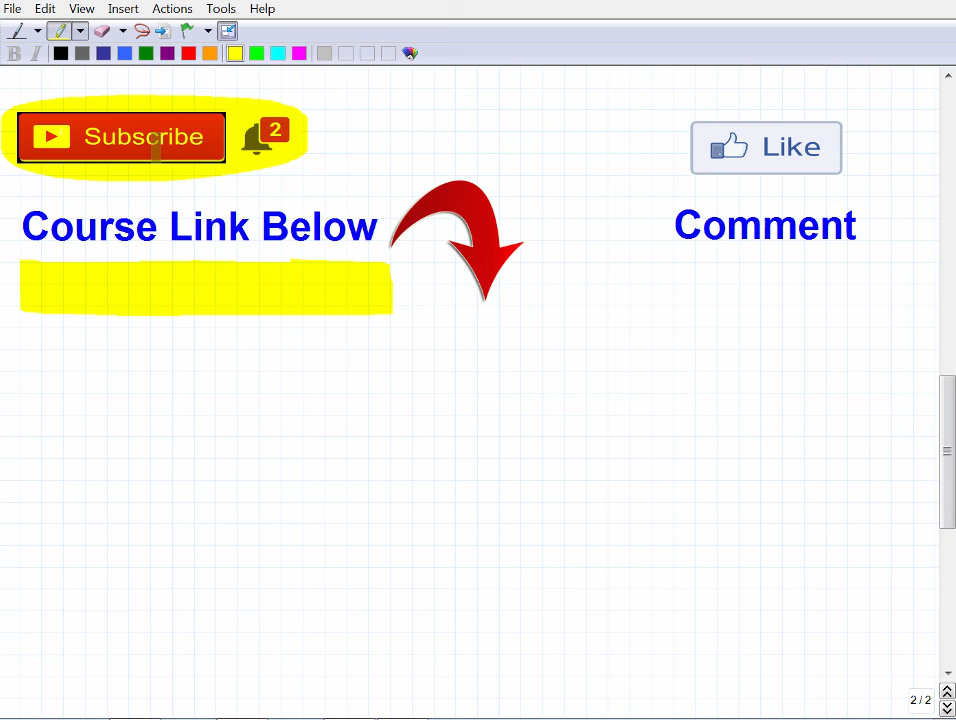 File Edit View Insert Actions Tools Help
B I
Subscribe 2
Like
Course Link Below
Comment
2 / 2